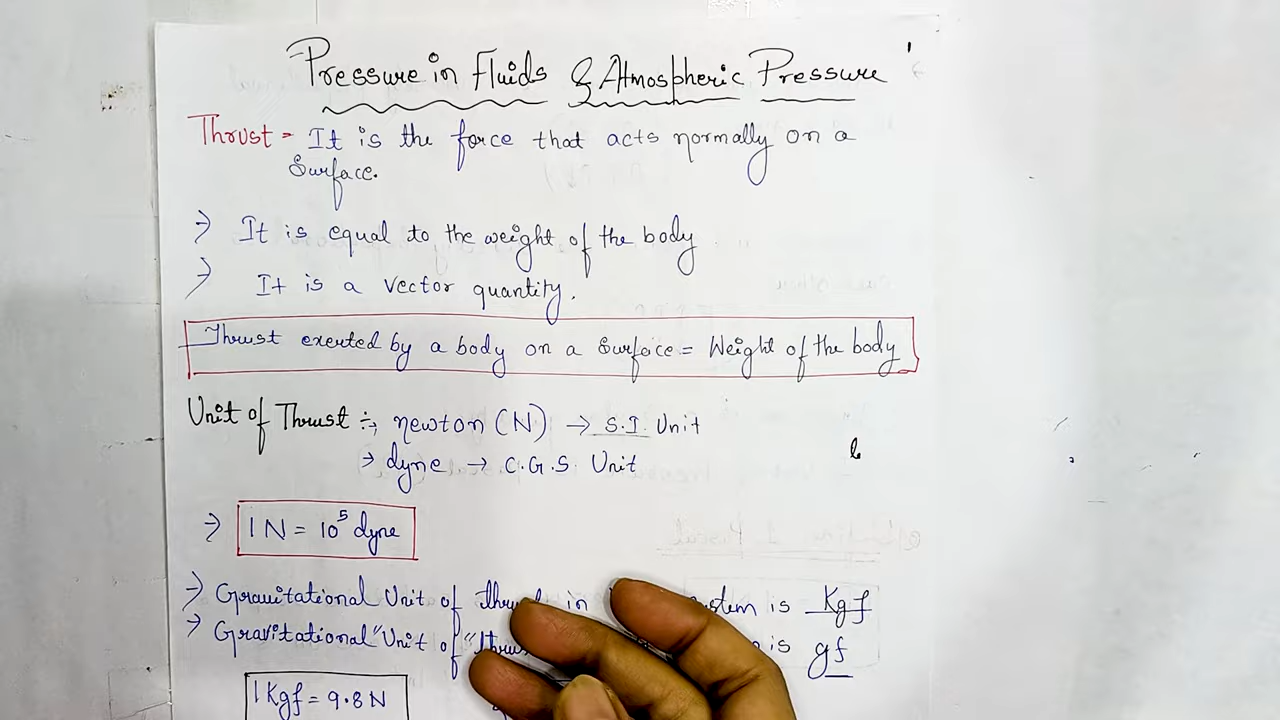 Pressure in Fluids & Atmospheric Pressure
Thrust = It is the force that acts normally on a
Surface.
→ It is equal to the weight of the body
→ It is a vector quantity.
Thrust exerted by a body on a Surface = Weight of the body
Unit of Thrust ÷→ newton (N) → S.I. Unit
→ dyne → C.G.S Unit
→ 1 N = 10⁵ dyne
→ Gravitational Unit of in is Kgf
→ Gravitational Unit of is gf
1 Kgf = 9.8 N